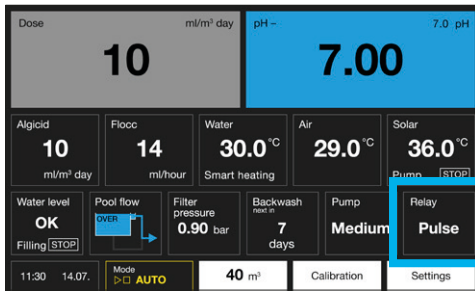 Dose ml/m³ day
10
pH – 7.0 pH
7.00
Algicid
10
ml/m³ day
Flocc
14
ml/hour
Water
30.0 °C
Smart heating
Air
29.0 °C
Solar
36.0 °C
Pump STOP
Water level
OK
Filling STOP
Pool flow
OVER
Filter
pressure
0.90 bar
Backwash
next in
7
days
Pump
Medium
Relay
Pulse
11:30 14.07.
Mode
AUTO
40 m³
Calibration
Settings